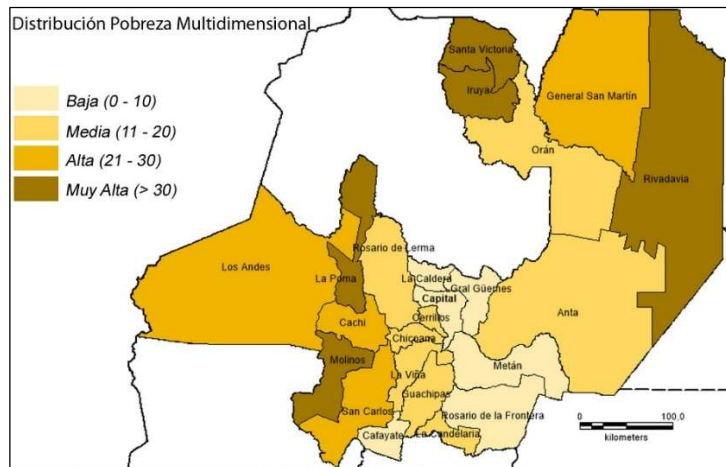 Distribución Pobreza Multidimensional
Baja (0 - 10)
Media (11 - 20)
Alta (21 - 30)
Muy Alta (> 30)
Santa Victoria
Iruya
General San Martín
Orán
Rivadavia
Rosario de Lerma
Los Andes
La Poma
La Caldera
Gral Güemes
Capital
Cachi
Cerrillos
Anta
Chicoana
Molinos
Metán
La Viña
Guachipas
San Carlos
Rosario de la Frontera
Cafayate
La Candelaria
0
100,0
kilometers